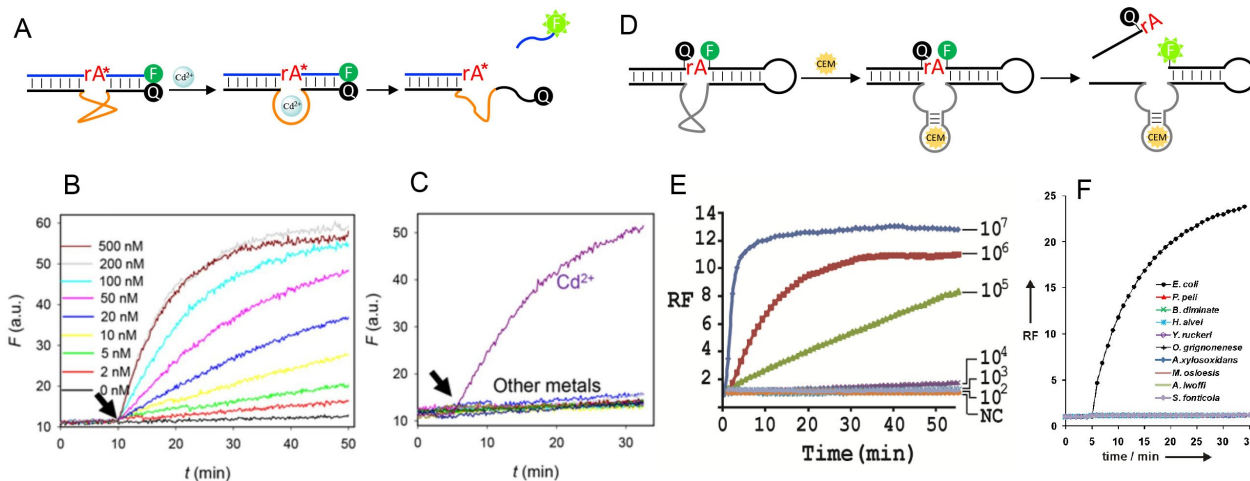 A
rA*
F
Q
Cd²⁺
rA*
Cd²⁺
F
Q
F
rA*
Q
D
Q
F
rA
CEM
Q
F
rA
CEM
Q
rA
F
CEM
B
F (a.u.)
60
50
40
30
20
10
500 nM
200 nM
100 nM
50 nM
20 nM
10 nM
5 nM
2 nM
0 nM
0 10 20 30 40 50
t (min)
C
F (a.u.)
60
50
40
30
20
10
Cd²⁺
Other metals
0 10 20 30
t (min)
E
RF
14
12
10
8
6
4
2
10⁷
10⁶
10⁵
10⁴
10³
10²
NC
0 10 20 30 40 50
Time(min)
F
RF
25
20
15
10
5
0
E. coli
P. peli
B. diminate
H. alvei
Y. ruckeri
O. grignonenese
A.xylosoxidans
M. osloesis
A. lwoffi
S. fonticola
0 5 10 15 20 25 30 35
time / min